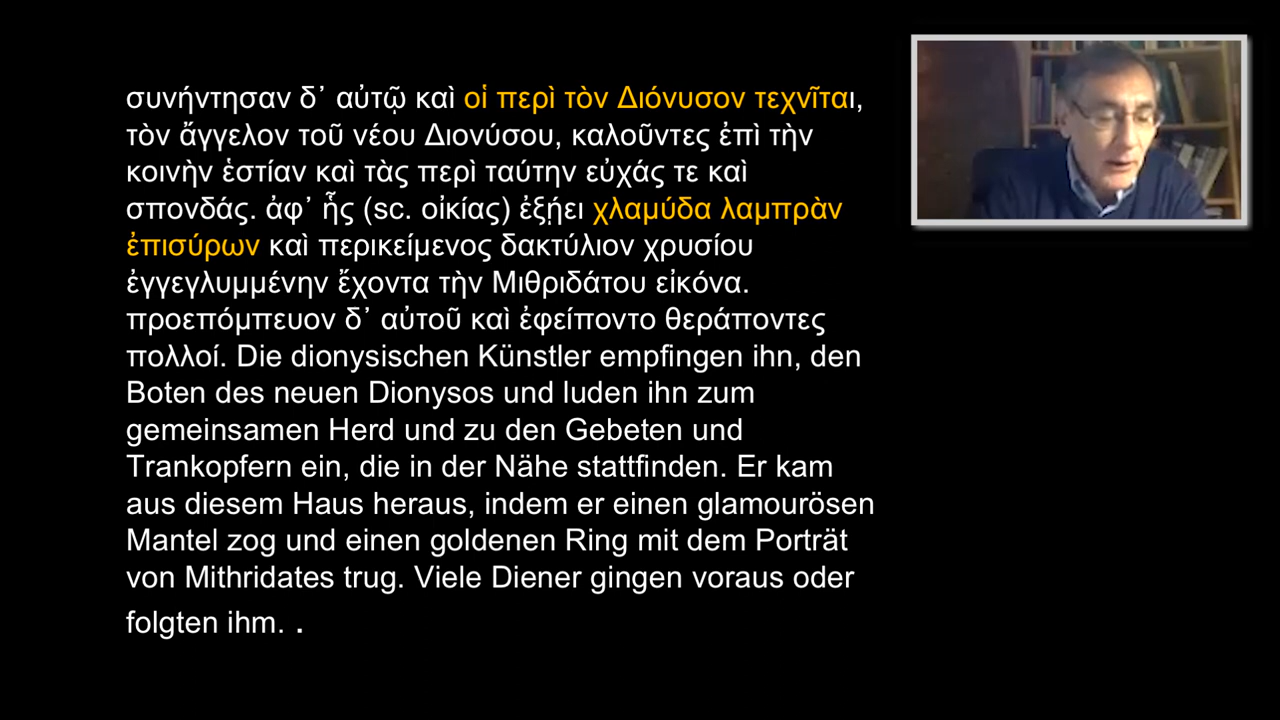 συνήντησαν δ᾽ αὐτῷ καὶ οἱ περὶ τὸν Διόνυσον τεχνῖται,
τὸν ἄγγελον τοῦ νέου Διονύσου, καλοῦντες ἐπὶ τὴν
κοινὴν ἑστίαν καὶ τὰς περὶ ταύτην εὐχάς τε καὶ
σπονδάς. ἀφ᾽ ἧς (sc. οἰκίας) ἐξῄει χλαμύδα λαμπρὰν
ἐπισύρων καὶ περικείμενος δακτύλιον χρυσίου
ἐγγεγλυμμένην ἔχοντα τὴν Μιθριδάτου εἰκόνα.
προεπόμπευον δ᾽ αὐτοῦ καὶ ἐφείποντο θεράποντες
πολλοί. Die dionysischen Künstler empfingen ihn, den
Boten des neuen Dionysos und luden ihn zum
gemeinsamen Herd und zu den Gebeten und
Trankopfern ein, die in der Nähe stattfinden. Er kam
aus diesem Haus heraus, indem er einen glamourösen
Mantel zog und einen goldenen Ring mit dem Porträt
von Mithridates trug. Viele Diener gingen voraus oder
folgten ihm. .